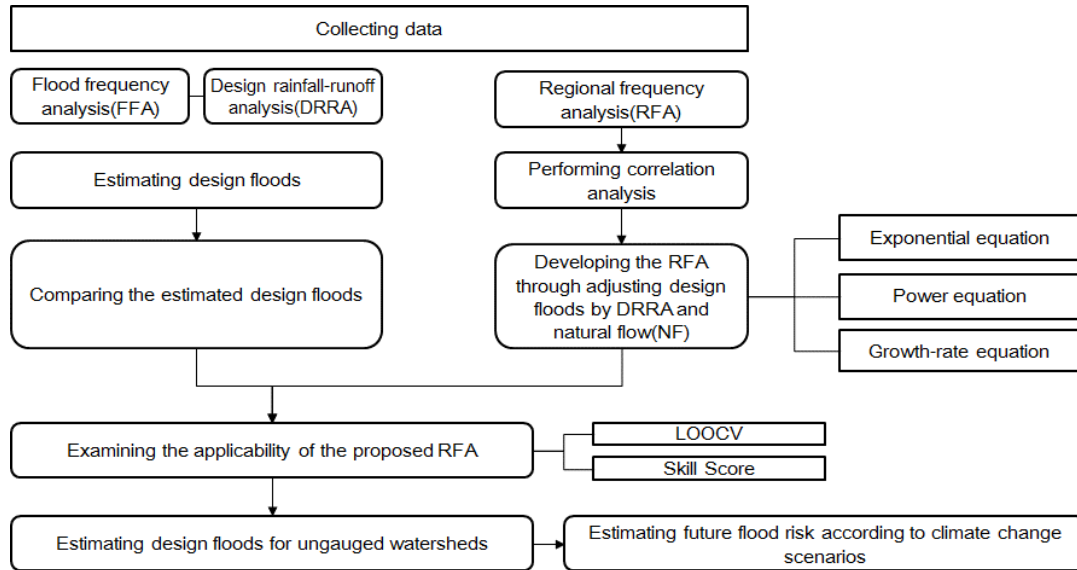 Collecting data
Flood frequency
analysis(FFA)
Design rainfall-runoff
analysis(DRRA)
Regional frequency
analysis(RFA)
Estimating design floods
Performing correlation
analysis
Comparing the estimated design floods
Developing the RFA
through adjusting design
floods by DRRA and
natural flow(NF)
Exponential equation
Power equation
Growth-rate equation
Examining the applicability of the proposed RFA
LOOCV
Skill Score
Estimating design floods for ungauged watersheds
Estimating future flood risk according to climate change
scenarios